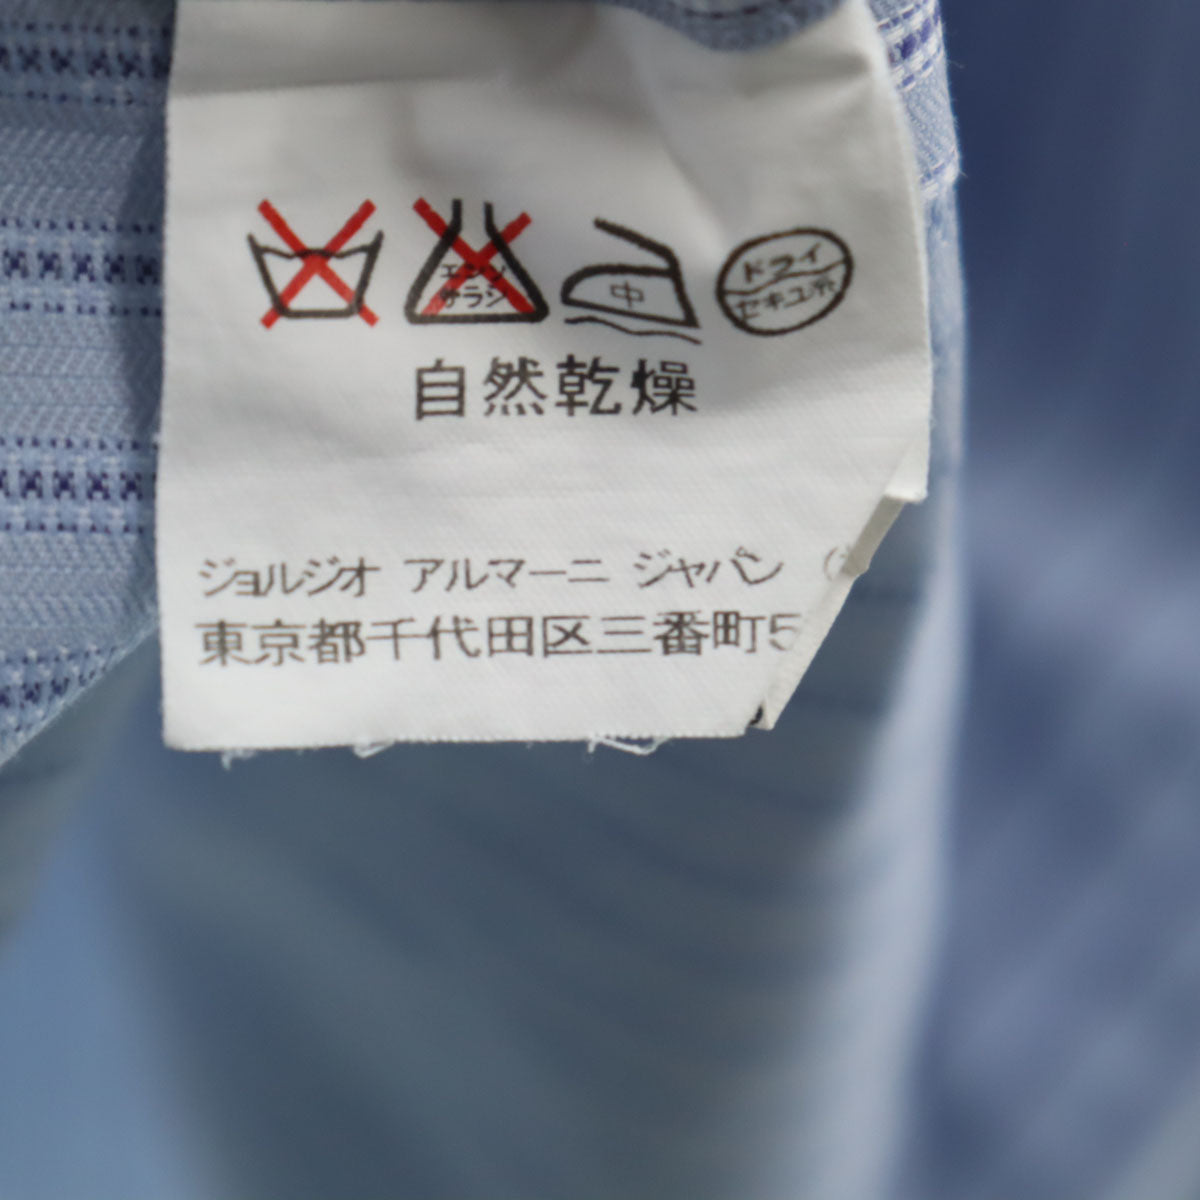 エンソ
サラシ
中
ドライ
セキユ系
自然乾燥
ジョルジオ アルマーニ ジャパン
東京都千代田区三番町5